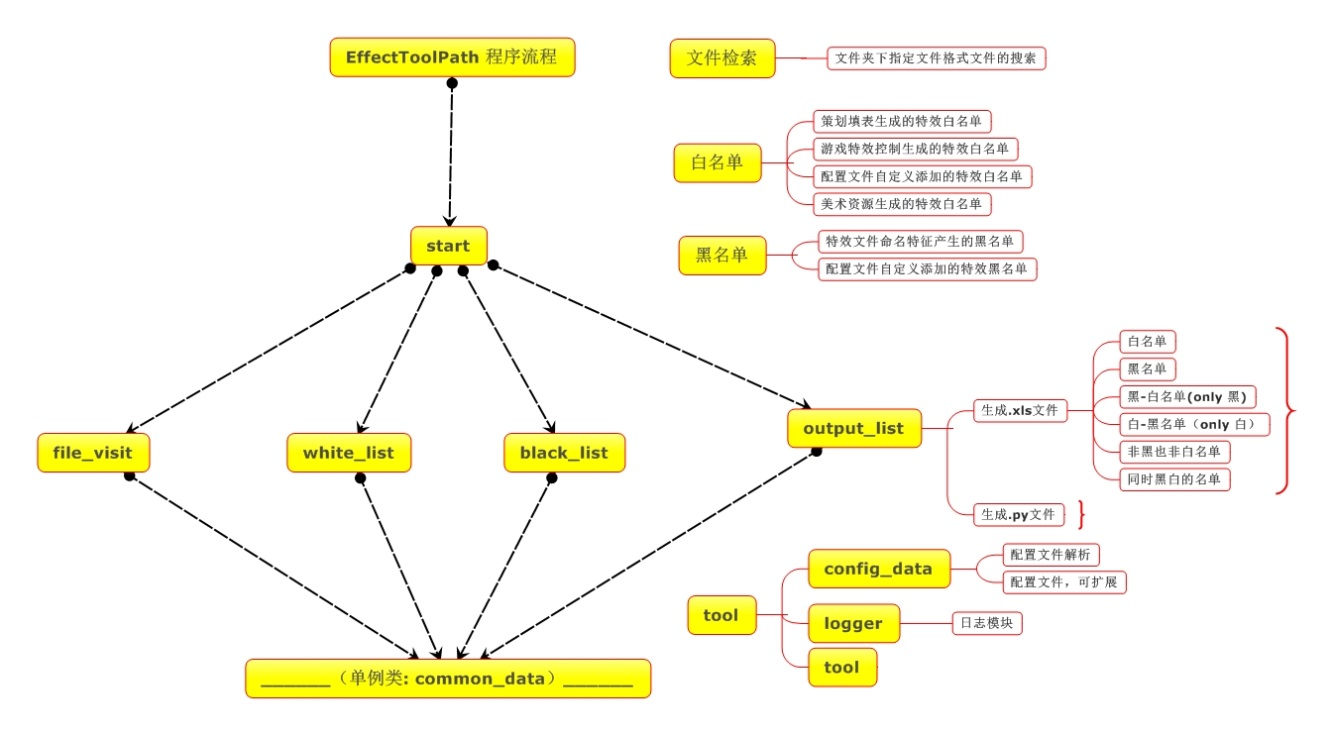 EffectToolPath 程序流程
文件检索
文件夹下指定文件格式文件的搜索
白名单
策划填表生成的特效白名单
游戏特效控制生成的特效白名单
配置文件自定义添加的特效白名单
美术资源生成的特效白名单
start
黑名单
特效文件命名特征产生的黑名单
配置文件自定义添加的特效黑名单
file_visit
white_list
black_list
output_list
生成.xls文件
白名单
黑名单
黑-白名单(only 黑)
白-黑名单（only 白）
非黑也非白名单
同时黑白的名单
生成.py文件
tool
config_data
配置文件解析
配置文件，可扩展
logger
日志模块
tool
______（单例类: common_data）______